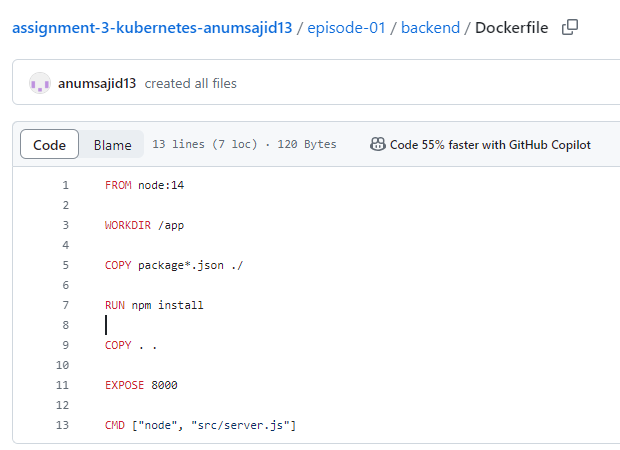 assignment-3-kubernetes-anumsajid13 / episode-01 / backend / Dockerfile
anumsajid13 created all files
Code Blame 13 lines (7 loc) · 120 Bytes Code 55% faster with GitHub Copilot
1 FROM node:14
2
3 WORKDIR /app
4
5 COPY package*.json ./
6
7 RUN npm install
8
9 COPY . .
10
11 EXPOSE 8000
12
13 CMD ["node", "src/server.js"]